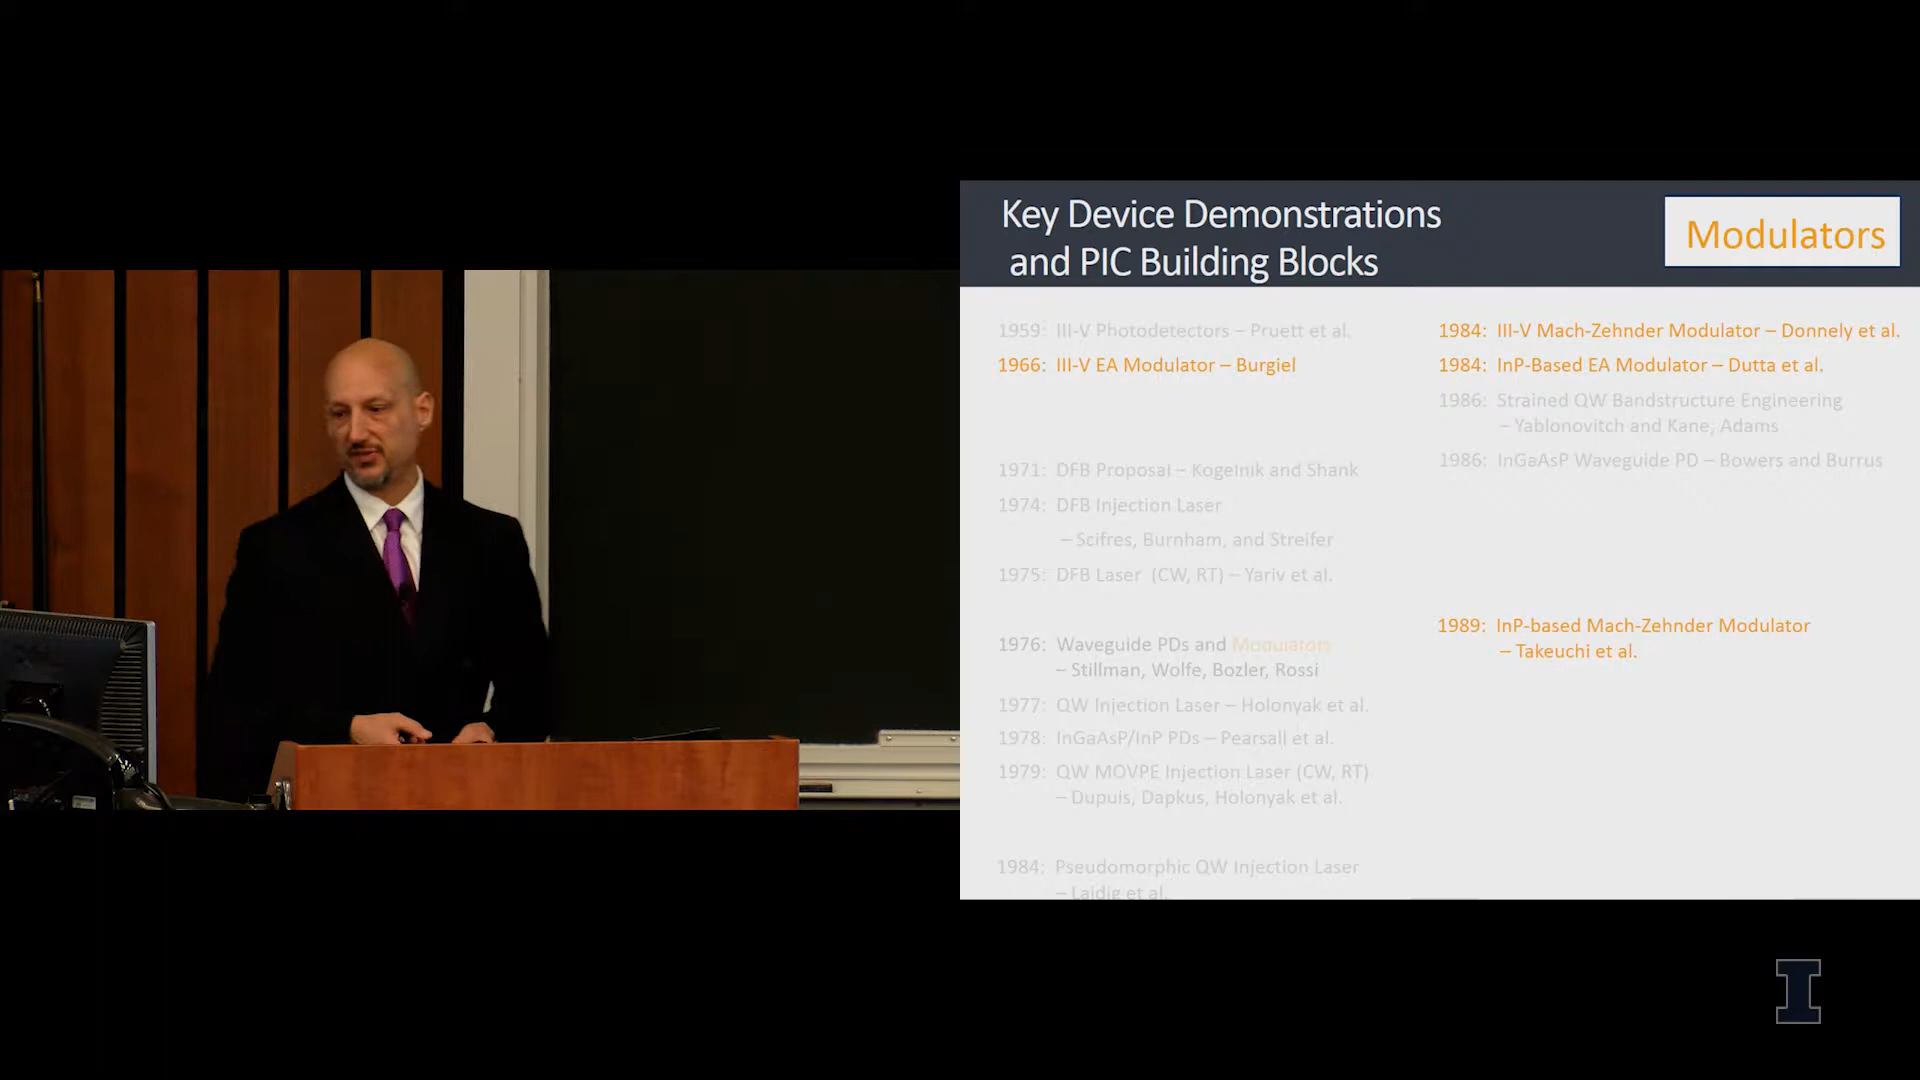 Key Device Demonstrations
and PIC Building Blocks
Modulators
1959: III-V Photodetectors – Pruett et al.
1966: III-V EA Modulator – Burgiel
1971: DFB Proposal – Kogelnik and Shank
1974: DFB Injection Laser
– Scifres, Burnham, and Streifer
1975: DFB Laser (CW, RT) – Yariv et al.
1976: Waveguide PDs and Modulators
– Stillman, Wolfe, Bozler, Rossi
1977: QW Injection Laser – Holonyak et al.
1978: InGaAsP/InP PDs – Pearsall et al.
1979: QW MOVPE Injection Laser (CW, RT)
– Dupuis, Dapkus, Holonyak et al.
1984: Pseudomorphic QW Injection Laser
– Laidig et al.
1984: III-V Mach-Zehnder Modulator – Donnely et al.
1984: InP-Based EA Modulator – Dutta et al.
1986: Strained QW Bandstructure Engineering
– Yablonovitch and Kane, Adams
1986: InGaAsP Waveguide PD – Bowers and Burrus
1989: InP-based Mach-Zehnder Modulator
– Takeuchi et al.
I